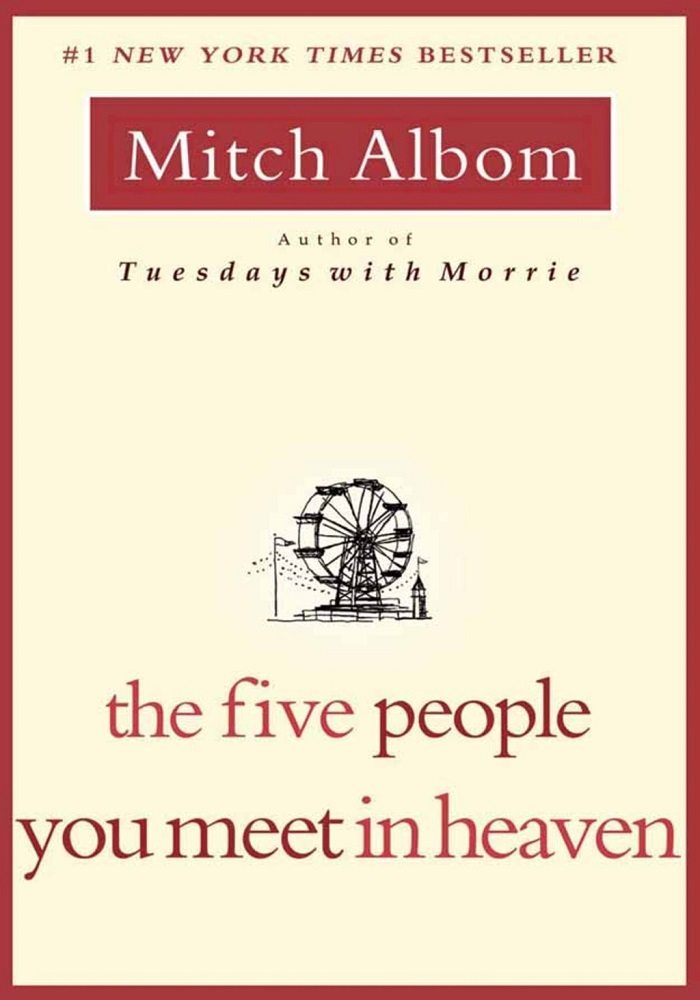 #1 NEW YORK TIMES BESTSELLER
Mitch Albom
Author of
Tuesdays with Morrie
the five people
you meet in heaven